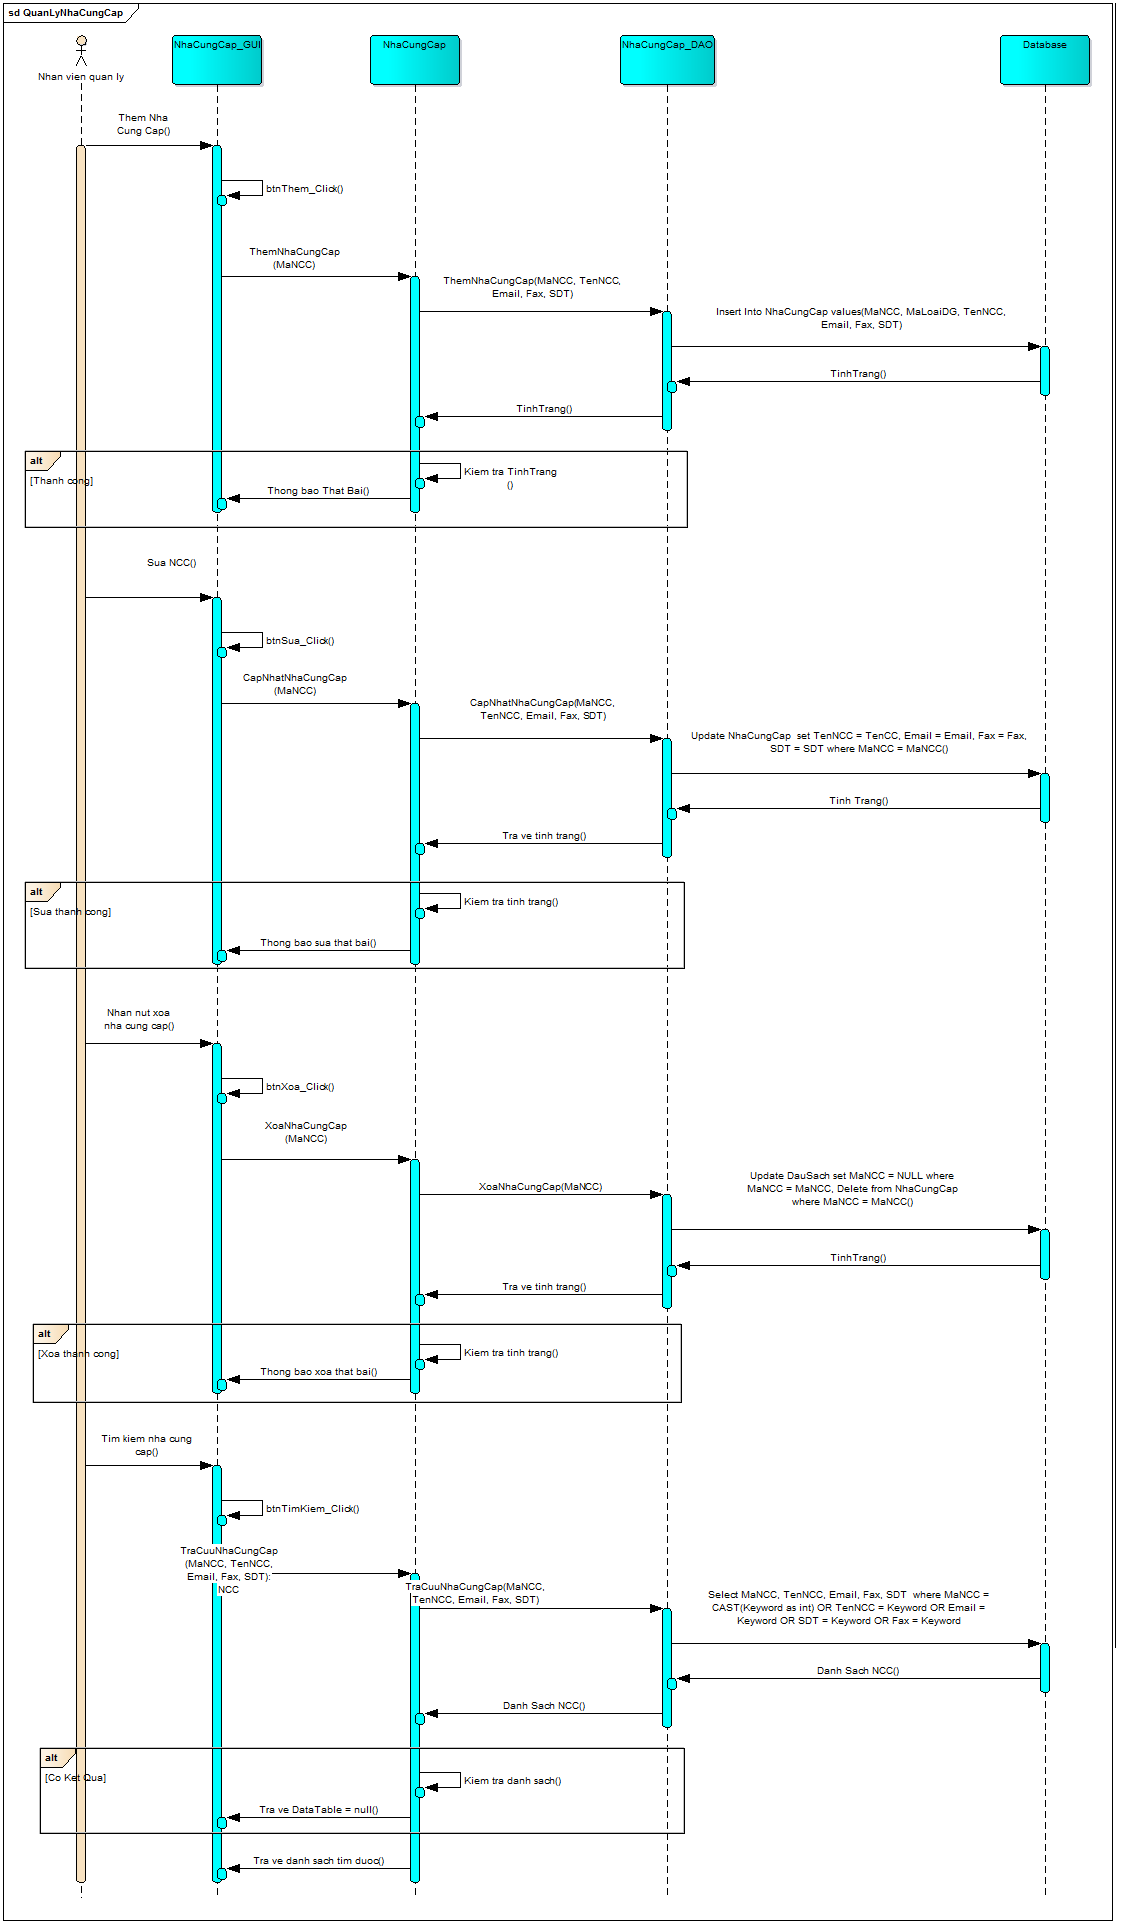 sd QuanLyNhaCungCap
Nhan vien quan ly
NhaCungCap_GUI
NhaCungCap
NhaCungCap_DAO
Database
Them Nha
Cung Cap()
btnThem_Click()
ThemNhaCungCap
(MaNCC)
ThemNhaCungCap(MaNCC, TenNCC,
Email, Fax, SDT)
Insert Into NhaCungCap values(MaNCC, MaLoaiDG, TenNCC,
Email, Fax, SDT)
TinhTrang()
TinhTrang()
alt
[Thanh cong]
Kiem tra TinhTrang
()
Thong bao That Bai()
Sua NCC()
btnSua_Click()
CapNhatNhaCungCap
(MaNCC)
CapNhatNhaCungCap(MaNCC,
TenNCC, Email, Fax, SDT)
Update NhaCungCap  set TenNCC = TenCC, Email = Email, Fax = Fax,
SDT = SDT where MaNCC = MaNCC()
Tinh Trang()
Tra ve tinh trang()
alt
[Sua thanh cong]
Kiem tra tinh trang()
Thong bao sua that bai()
Nhan nut xoa
nha cung cap()
btnXoa_Click()
XoaNhaCungCap
(MaNCC)
XoaNhaCungCap(MaNCC)
Update DauSach set MaNCC = NULL where
MaNCC = MaNCC, Delete from NhaCungCap
where MaNCC = MaNCC()
TinhTrang()
Tra ve tinh trang()
alt
[Xoa thanh cong]
Kiem tra tinh trang()
Thong bao xoa that bai()
Tim kiem nha cung
cap()
btnTimKiem_Click()
TraCuuNhaCungCap
(MaNCC, TenNCC,
Email, Fax, SDT):
NCC
TraCuuNhaCungCap(MaNCC,
TenNCC, Email, Fax, SDT)
Select MaNCC, TenNCC, Email, Fax, SDT  where MaNCC =
CAST(Keyword as int) OR TenNCC = Keyword OR Email =
Keyword OR SDT = Keyword OR Fax = Keyword
Danh Sach NCC()
Danh Sach NCC()
alt
[Co Ket Qua]
Kiem tra danh sach()
Tra ve DataTable = null()
Tra ve danh sach tim duoc()